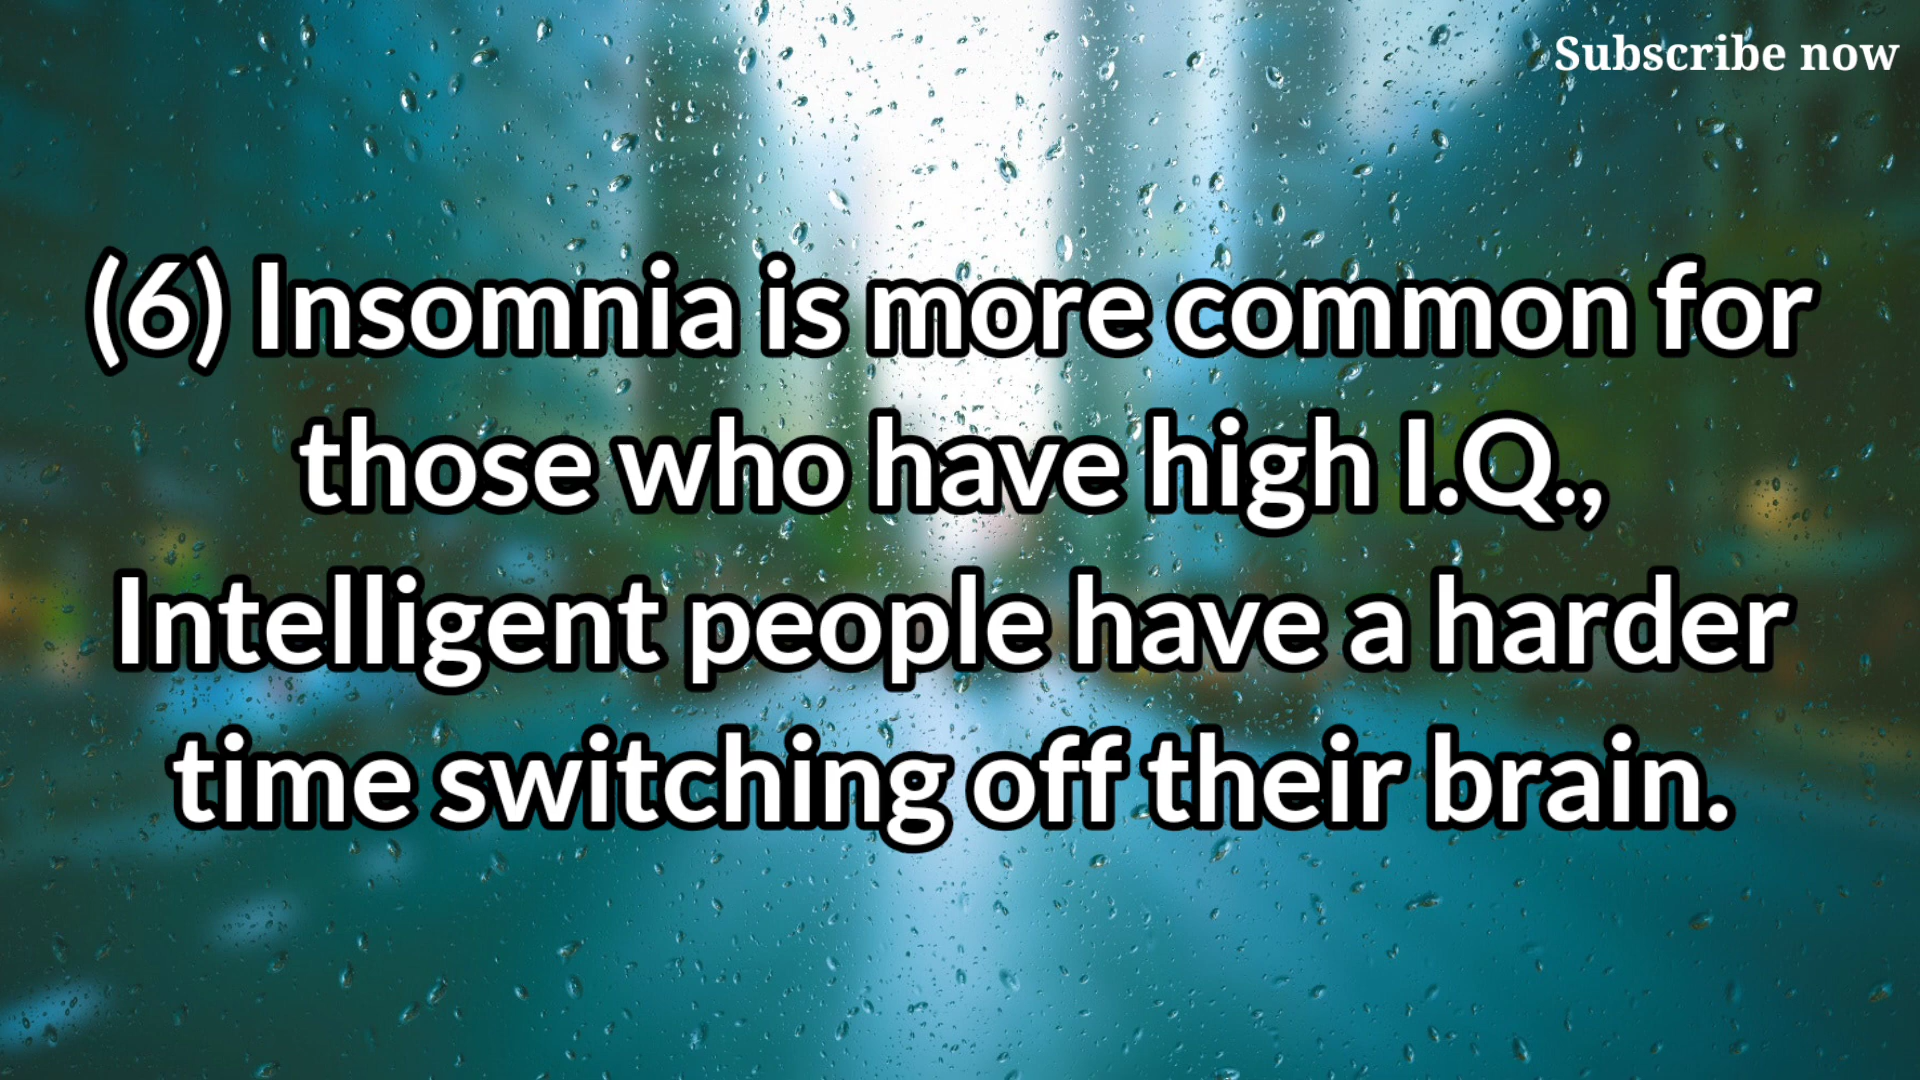 Subscribe now
(6) Insomnia is more common for
those who have high I.Q.,
Intelligent people have a harder
time switching off their brain.